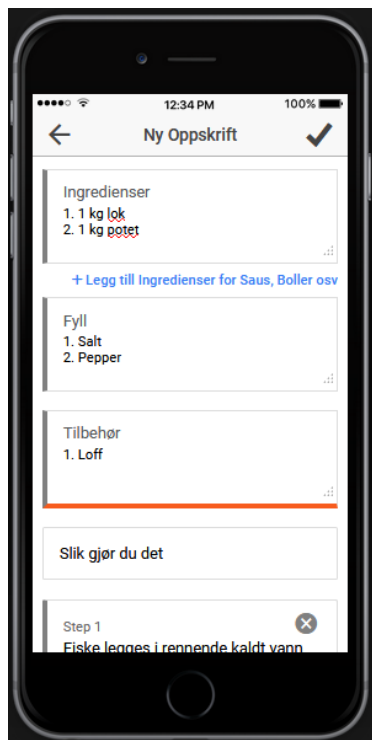 12:34 PM 100%
Ny Oppskrift
Ingredienser
1. 1 kg lok
2. 1 kg potet
+ Legg till Ingredienser for Saus, Boller osv
Fyll
1. Salt
2. Pepper
Tilbehør
1. Loff
Slik gjør du det
Step 1
Fiske legges i rennende kaldt vann